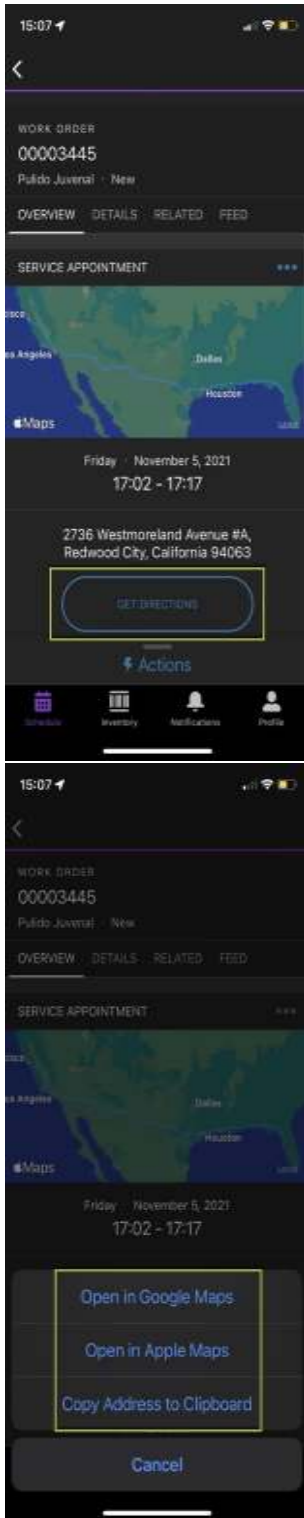 15:07
WORK ORDER
00003445
Pulido Juvenal · New
OVERVIEW DETAILS RELATED FEED
SERVICE APPOINTMENT
Dallas
Houston
Maps
Friday · November 5, 2021
17:02 - 17:17
2736 Westmoreland Avenue #A,
Redwood City, California 94063
GET DIRECTIONS
Actions
Schedule Inventory Notifications Profile
15:07
WORK ORDER
00003445
Pulido Juvenal · New
OVERVIEW DETAILS RELATED FEED
SERVICE APPOINTMENT
Dallas
Houston
Maps
Friday · November 5, 2021
17:02 - 17:17
Open in Google Maps
Open in Apple Maps
Copy Address to Clipboard
Cancel